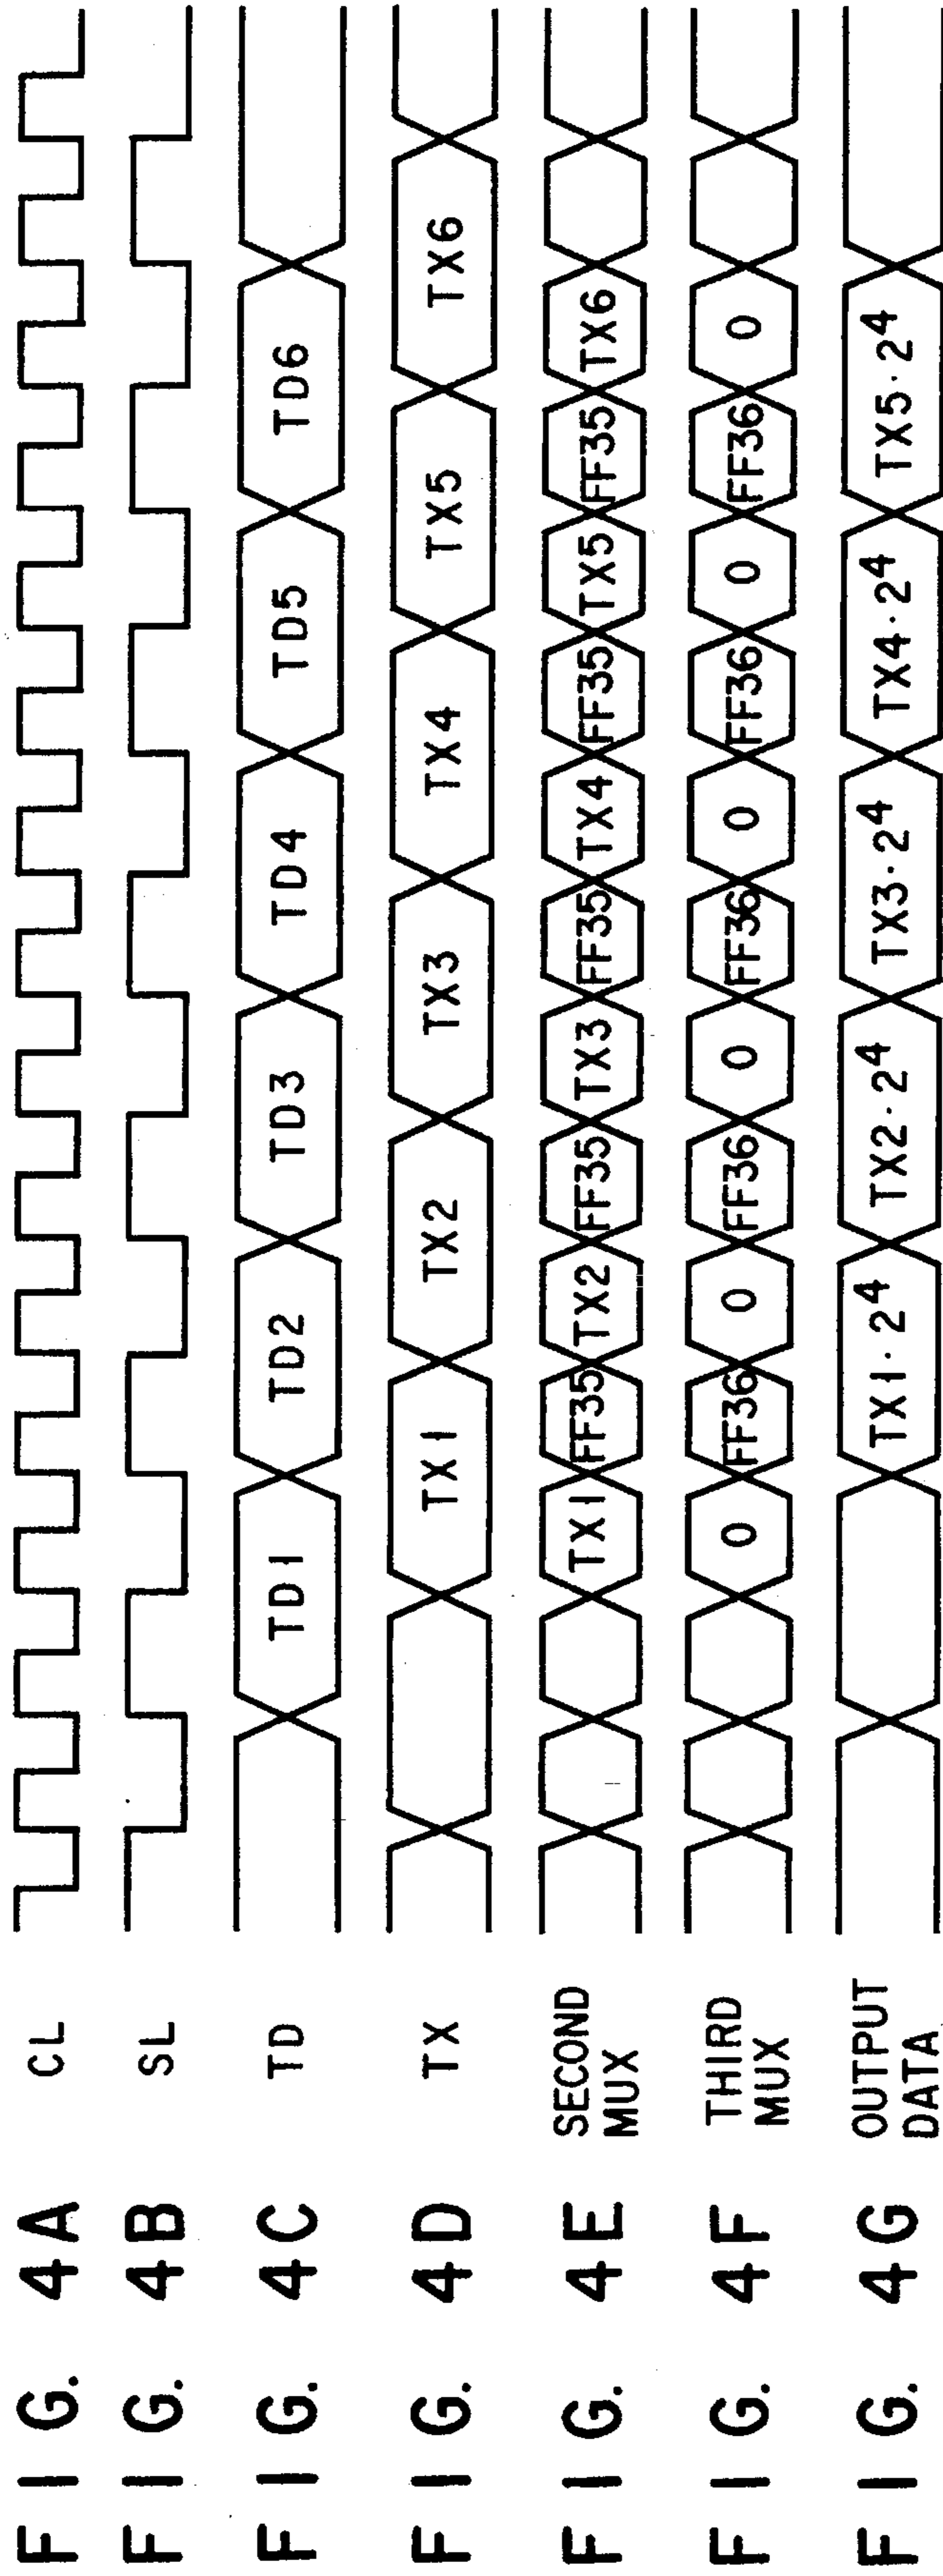 FIG. 4A CL
FIG. 4B SL
FIG. 4C TD TD1 TD2 TD3 TD4 TD5 TD6
FIG. 4D TX TX1 TX2 TX3 TX4 TX5 TX6
FIG. 4E SECOND MUX TX1 FF35 TX2 FF35 TX3 FF35 TX4 FF35 TX5 FF35 TX6
FIG. 4F THIRD MUX 0 FF36 0 FF36 0 FF36 0 FF36 0 FF36 0
FIG. 4G OUTPUT DATA TX1·2⁴ TX2·2⁴ TX3·2⁴ TX4·2⁴ TX5·2⁴